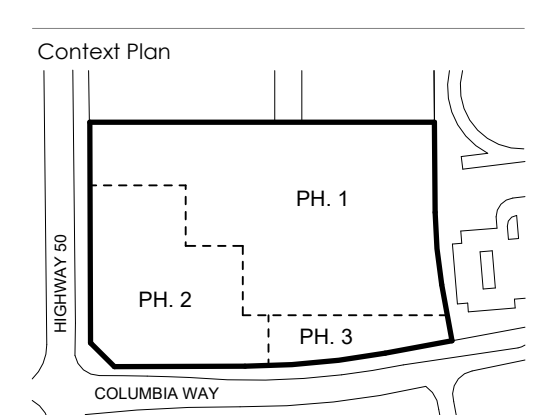 Context Plan
PH. 1
HIGHWAY 50
PH. 2
PH. 3
COLUMBIA WAY